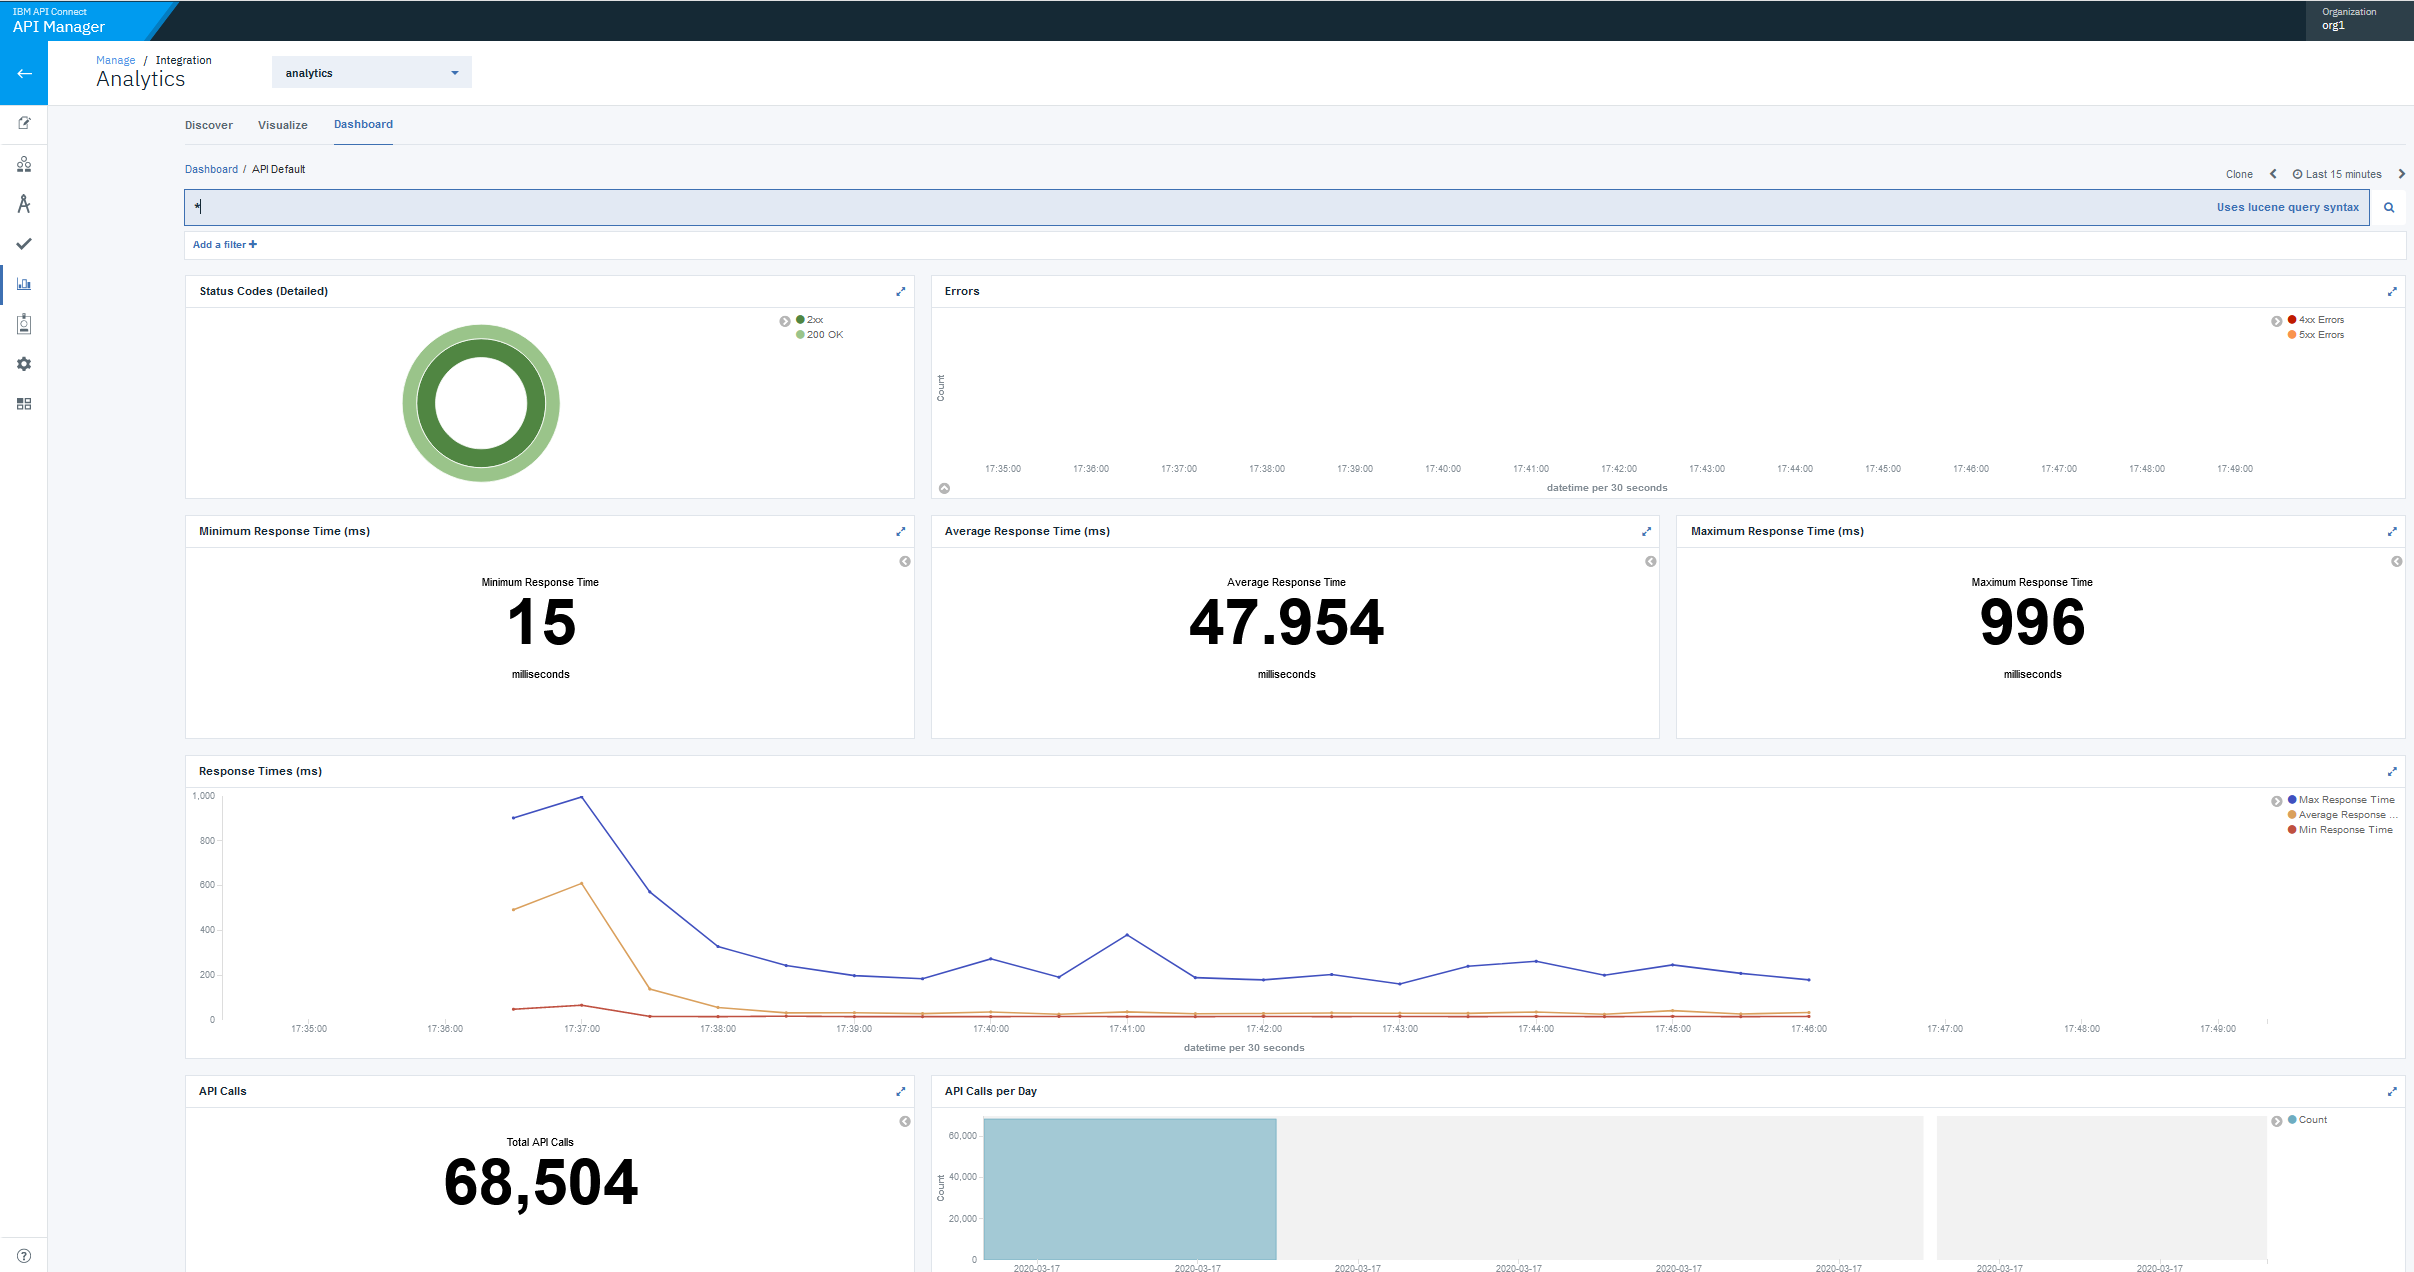 IBM API Connect
API Manager
Organization
org1
Manage / Integration
Analytics
analytics
Discover Visualize Dashboard
Dashboard / API Default
Clone Last 15 minutes
*
Uses lucene query syntax
Add a filter +
Status Codes (Detailed)
2xx
200 OK
Errors
4xx Errors
5xx Errors
Count
17:35:00 17:36:00 17:37:00 17:38:00 17:39:00 17:40:00 17:41:00 17:42:00 17:43:00 17:44:00 17:45:00 17:46:00 17:47:00 17:48:00 17:49:00
datetime per 30 seconds
Minimum Response Time (ms)
Minimum Response Time
15
milliseconds
Average Response Time (ms)
Average Response Time
47.954
milliseconds
Maximum Response Time (ms)
Maximum Response Time
996
milliseconds
Response Times (ms)
1,000
800
600
400
200
0
Max Response Time
Average Response ...
Min Response Time
17:35:00 17:36:00 17:37:00 17:38:00 17:39:00 17:40:00 17:41:00 17:42:00 17:43:00 17:44:00 17:45:00 17:46:00 17:47:00 17:48:00 17:49:00
datetime per 30 seconds
API Calls
Total API Calls
68,504
API Calls per Day
Count
60,000
40,000
20,000
0
Count
2020-03-17 2020-03-17 2020-03-17 2020-03-17 2020-03-17 2020-03-17 2020-03-17 2020-03-17